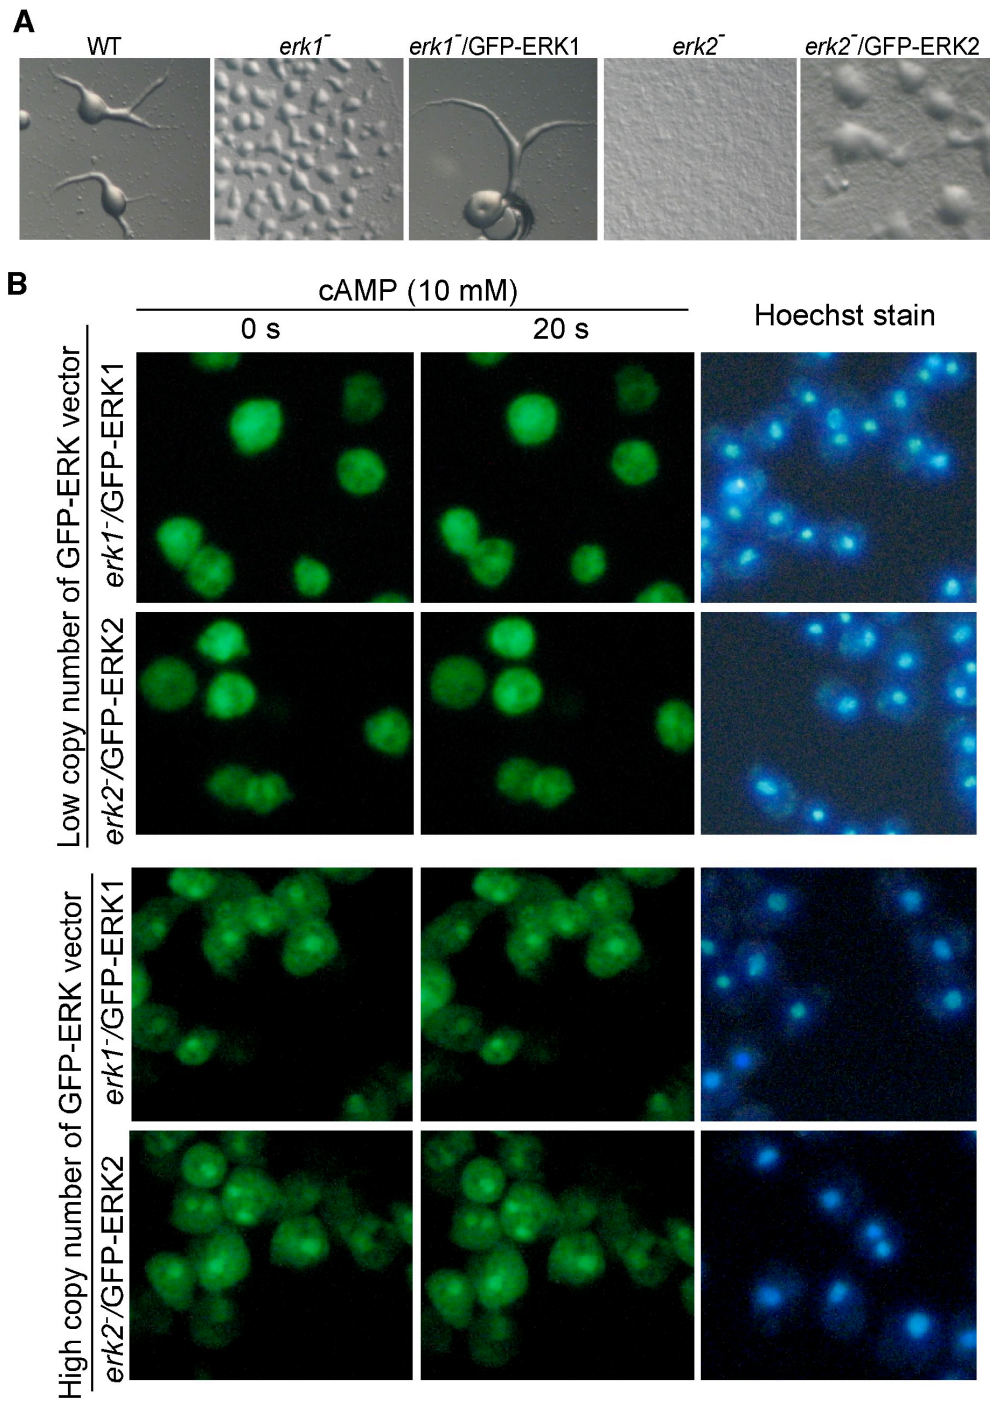 A
WT
erk1⁻
erk1⁻/GFP-ERK1
erk2⁻
erk2⁻/GFP-ERK2
B
cAMP (10 mM)
0 s
20 s
Hoechst stain
Low copy number of GFP-ERK vector
erk1⁻/GFP-ERK1
erk2⁻/GFP-ERK2
High copy number of GFP-ERK vector
erk1⁻/GFP-ERK1
erk2⁻/GFP-ERK2